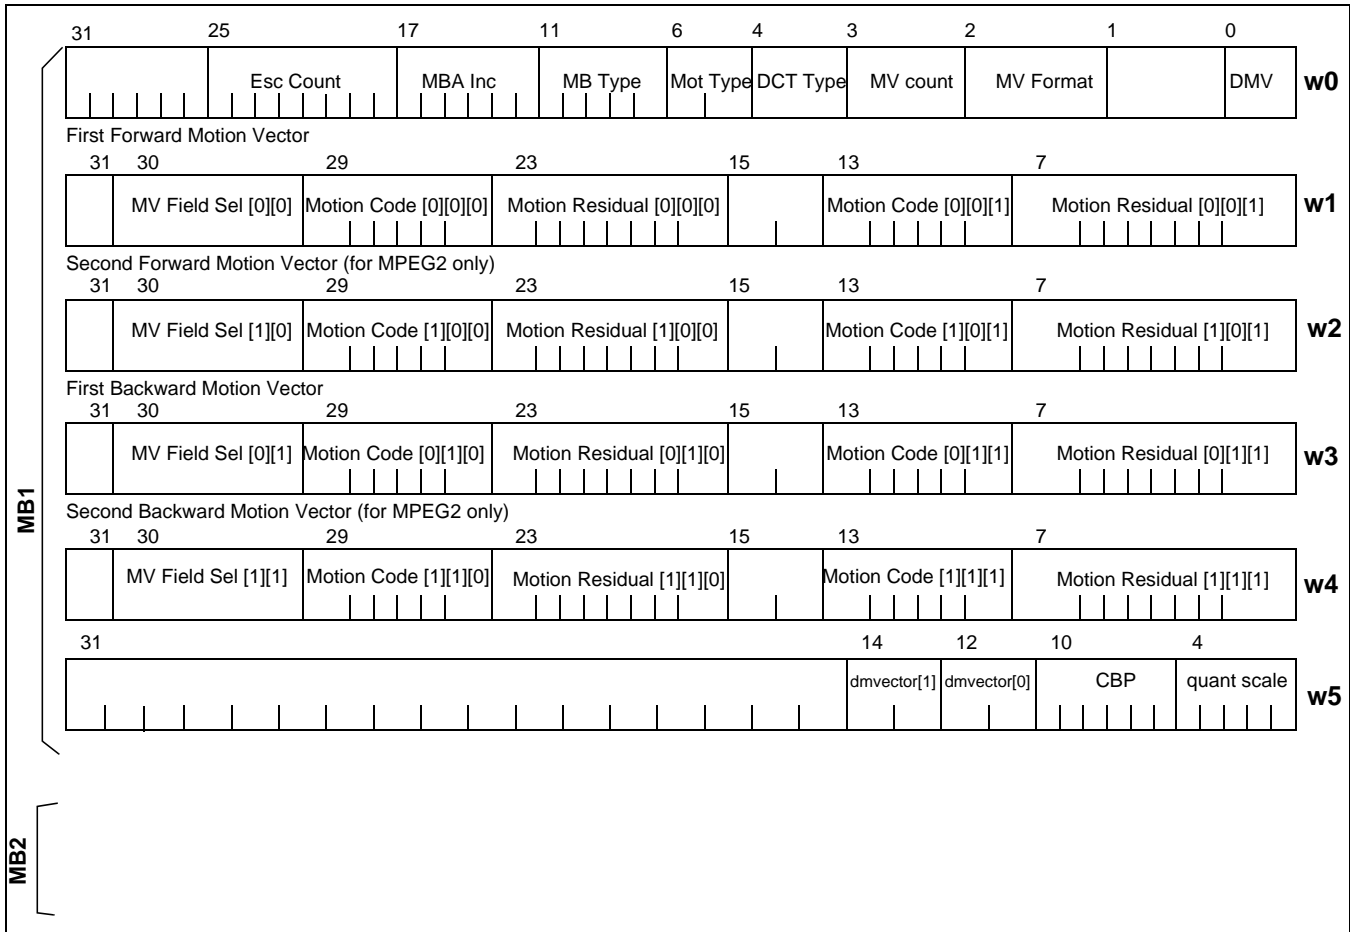 31 25 17 11 6 4 3 2 1 0
Esc Count MBA Inc MB Type Mot Type DCT Type MV count MV Format DMV w0
First Forward Motion Vector
31 30 29 23 15 13 7
MV Field Sel [0][0] Motion Code [0][0][0] Motion Residual [0][0][0] Motion Code [0][0][1] Motion Residual [0][0][1] w1
Second Forward Motion Vector (for MPEG2 only)
31 30 29 23 15 13 7
MV Field Sel [1][0] Motion Code [1][0][0] Motion Residual [1][0][0] Motion Code [1][0][1] Motion Residual [1][0][1] w2
First Backward Motion Vector
31 30 29 23 15 13 7
MV Field Sel [0][1] Motion Code [0][1][0] Motion Residual [0][1][0] Motion Code [0][1][1] Motion Residual [0][1][1] w3
Second Backward Motion Vector (for MPEG2 only)
31 30 29 23 15 13 7
MV Field Sel [1][1] Motion Code [1][1][0] Motion Residual [1][1][0] Motion Code [1][1][1] Motion Residual [1][1][1] w4
31 14 12 10 4
dmvector[1] dmvector[0] CBP quant scale w5
MB1
MB2